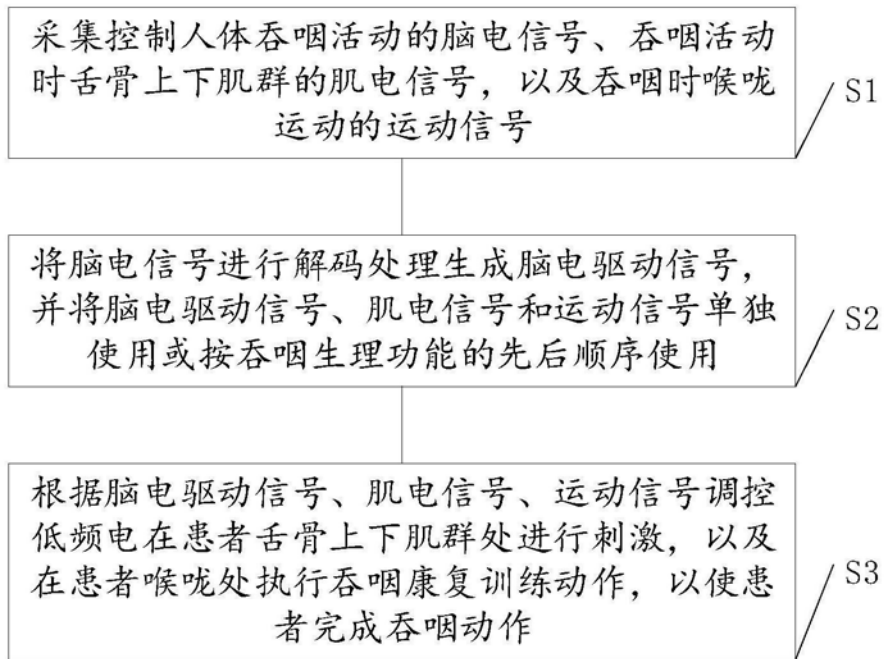 采集控制人体吞咽活动的脑电信号、吞咽活动
时舌骨上下肌群的肌电信号，以及吞咽时喉咙
运动的运动信号
S1
将脑电信号进行解码处理生成脑电驱动信号，
并将脑电驱动信号、肌电信号和运动信号单独
使用或按吞咽生理功能的先后顺序使用
S2
根据脑电驱动信号、肌电信号、运动信号调控
低频电在患者舌骨上下肌群处进行刺激，以及
在患者喉咙处执行吞咽康复训练动作，以使患
者完成吞咽动作
S3